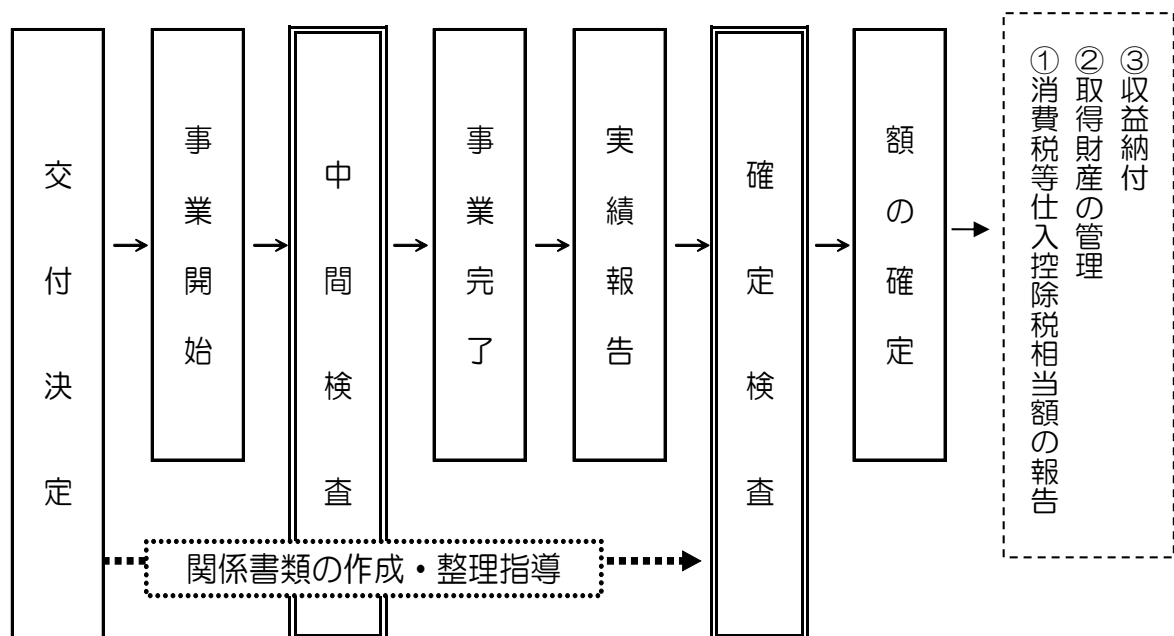 交付決定
事業開始
中間検査
事業完了
実績報告
確定検査
額の確定
①消費税等仕入控除税相当額の報告
②取得財産の管理
③収益納付
関係書類の作成・整理指導